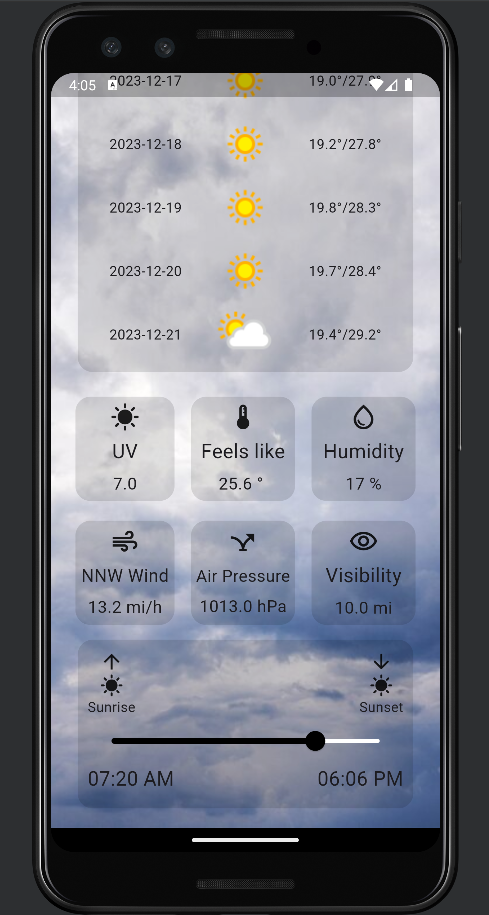 4:05
2023-12-17 19.0°/27.9°
2023-12-18 19.2°/27.8°
2023-12-19 19.8°/28.3°
2023-12-20 19.7°/28.4°
2023-12-21 19.4°/29.2°
UV Feels like Humidity
7.0 25.6 ° 17 %
NNW Wind Air Pressure Visibility
13.2 mi/h 1013.0 hPa 10.0 mi
Sunrise Sunset
07:20 AM 06:06 PM